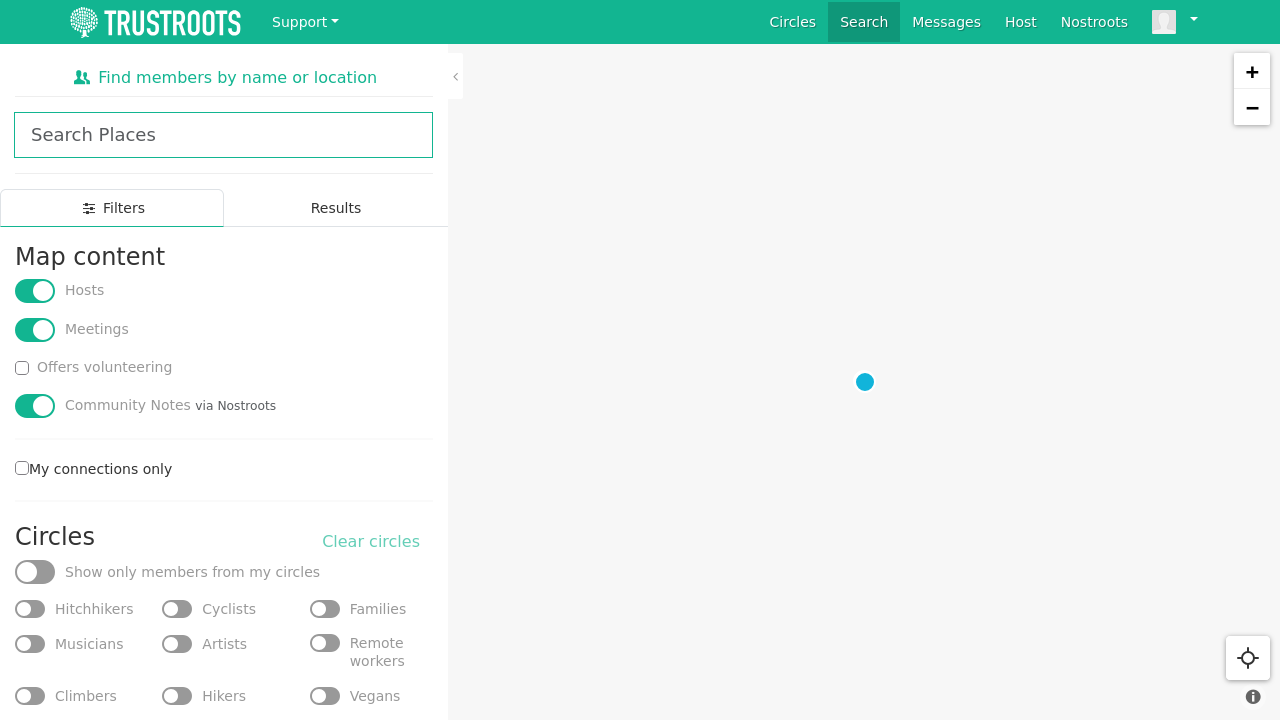 TRUSTROOTS
Support
Circles
Search
Messages
Host
Nostroots
Find members by name or location
Search Places
Filters
Results
Map content
Hosts
Meetings
Offers volunteering
Community Notes via Nostroots
My connections only
Circles
Clear circles
Show only members from my circles
Hitchhikers
Cyclists
Families
Musicians
Artists
Remote
workers
Climbers
Hikers
Vegans
+
−